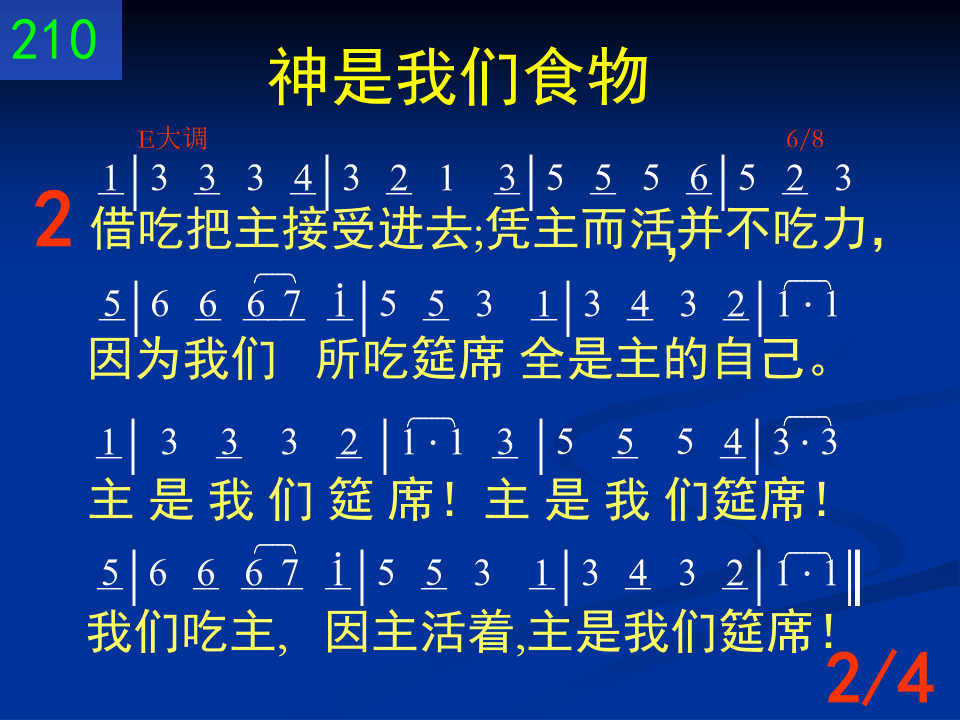 210
神是我们食物
E大调 6/8
1|3 3 3 4|3 2 1 3|5 5 5 6|5 2 3
2
借吃把主接受进去;凭主而活,并不吃力,
5|6 6 6 7 i|5 5 3 1|3 4 3 2|1·1
因为我们 所吃筵席 全是主的自己。
1|3 3 3 2|1·1 3|5 5 5 4|3·3
主 是 我 们 筵 席! 主 是 我 们筵席!
5|6 6 6 7 i|5 5 3 1|3 4 3 2|1·1‖
我们吃主, 因主活着,主是我们筵席!
2/4